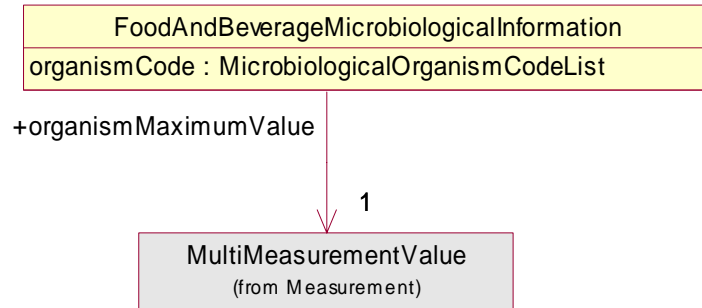 FoodAndBeverageMicrobiologicalInformation
organismCode : MicrobiologicalOrganismCodeList
+organismMaximumValue
1
MultiMeasurementValue
(from Measurement)